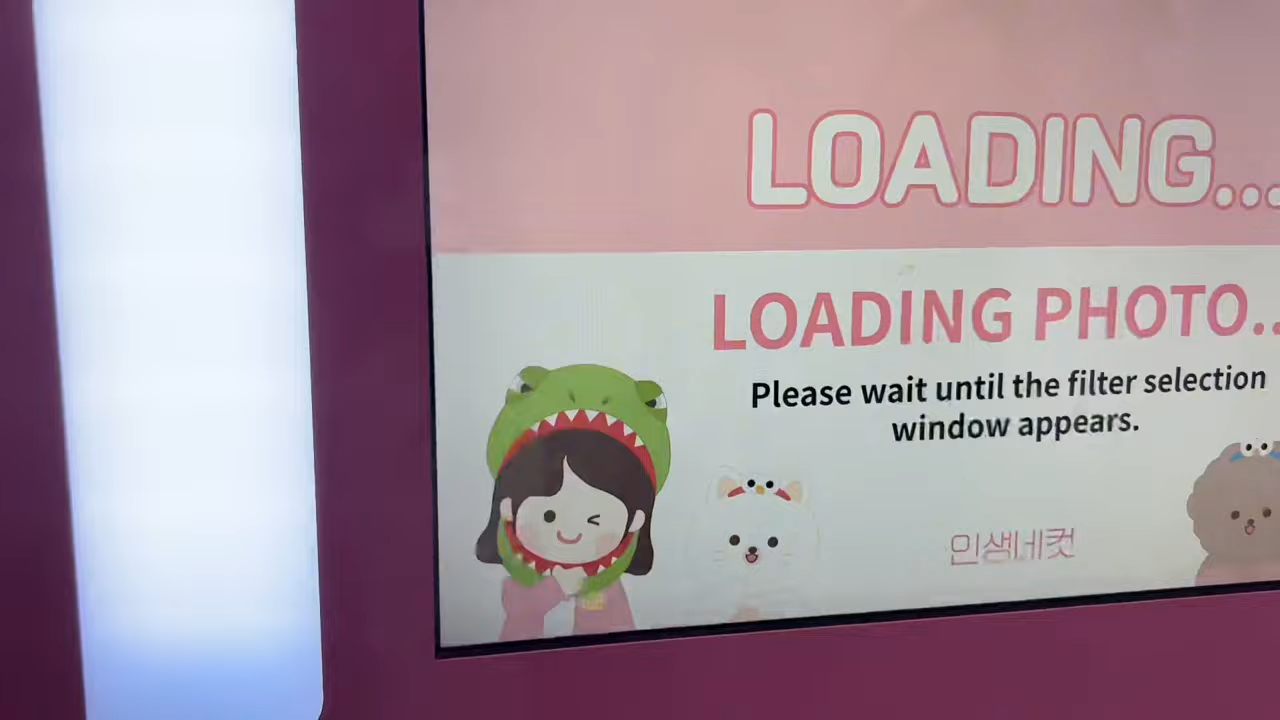 LOADING...
LOADING PHOTO..
Please wait until the filter selection
window appears.
인생네컷